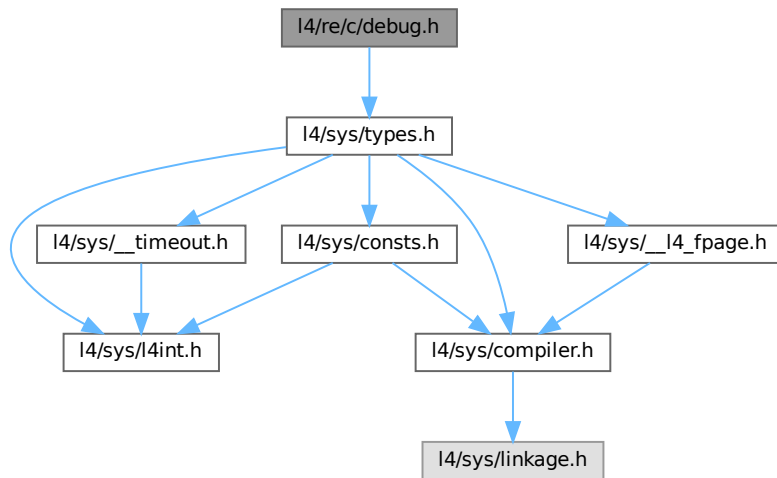 l4/re/c/debug.h
l4/sys/types.h
l4/sys/__timeout.h
l4/sys/consts.h
l4/sys/__l4_fpage.h
l4/sys/l4int.h
l4/sys/compiler.h
l4/sys/linkage.h